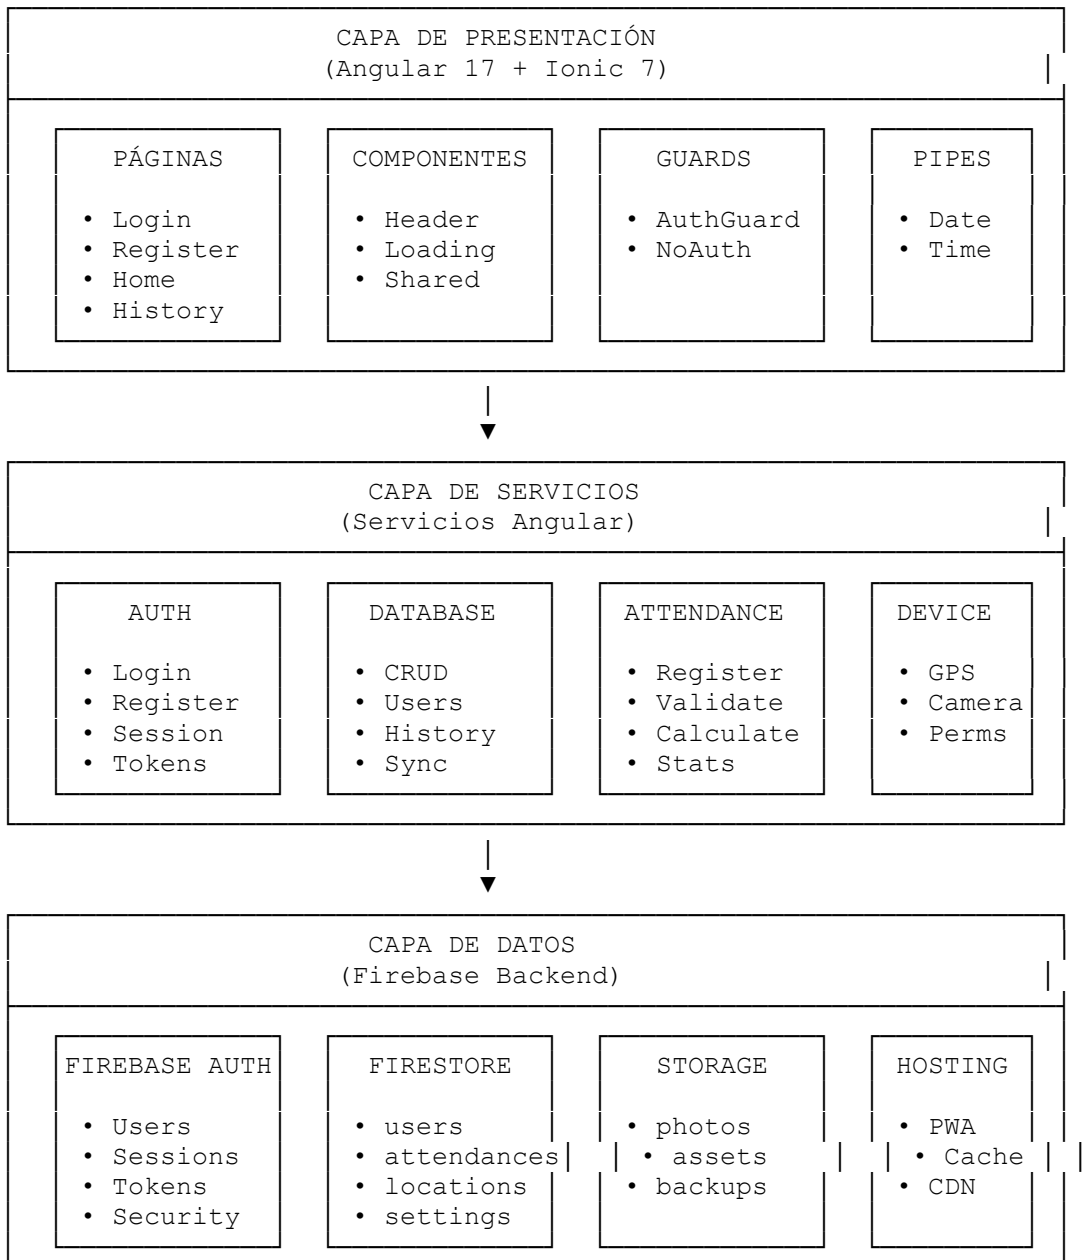 CAPA DE PRESENTACIÓN
(Angular 17 + Ionic 7)
PÁGINAS COMPONENTES GUARDS PIPES
• Login • Header • AuthGuard • Date
• Register • Loading • NoAuth • Time
• Home • Shared
• History
CAPA DE SERVICIOS
(Servicios Angular)
AUTH DATABASE ATTENDANCE DEVICE
• Login • CRUD • Register • GPS
• Register • Users • Validate • Camera
• Session • History • Calculate • Perms
• Tokens • Sync • Stats
CAPA DE DATOS
(Firebase Backend)
FIREBASE AUTH FIRESTORE STORAGE HOSTING
• Users • users • photos • PWA
• Sessions • attendances • assets • Cache
• Tokens • locations • backups • CDN
• Security • settings